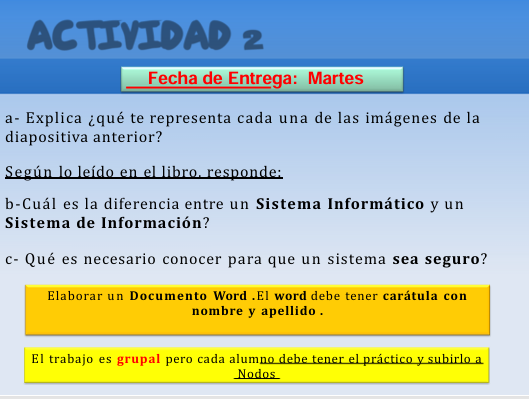 ACTIVIDAD 2
Fecha de Entrega: Martes
a- Explica ¿qué te representa cada una de las imágenes de la
diapositiva anterior?
Según lo leído en el libro, responde:
b-Cuál es la diferencia entre un Sistema Informático y un
Sistema de Información?
c- Qué es necesario conocer para que un sistema sea seguro?
Elaborar un Documento Word .El word debe tener carátula con
nombre y apellido .
El trabajo es grupal pero cada alumno debe tener el práctico y subirlo a
Nodos